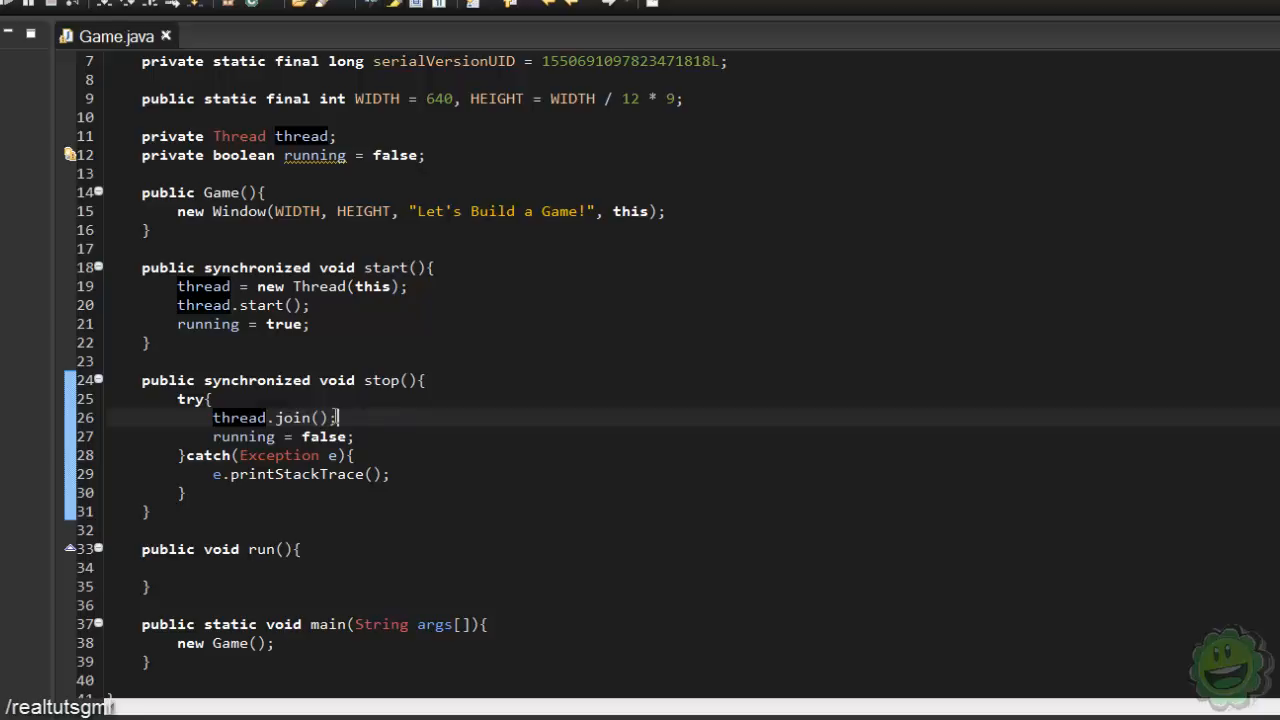 Game.java
7 private static final long serialVersionUID = 1550691097823471818L;
8
9 public static final int WIDTH = 640, HEIGHT = WIDTH / 12 * 9;
10
11 private Thread thread;
12 private boolean running = false;
13
14 public Game(){
15 new Window(WIDTH, HEIGHT, "Let's Build a Game!", this);
16 }
17
18 public synchronized void start(){
19 thread = new Thread(this);
20 thread.start();
21 running = true;
22 }
23
24 public synchronized void stop(){
25 try{
26 thread.join();
27 running = false;
28 }catch(Exception e){
29 e.printStackTrace();
30 }
31 }
32
33 public void run(){
34
35 }
36
37 public static void main(String args[]){
38 new Game();
39 }
40
41 }
/realtutsgml